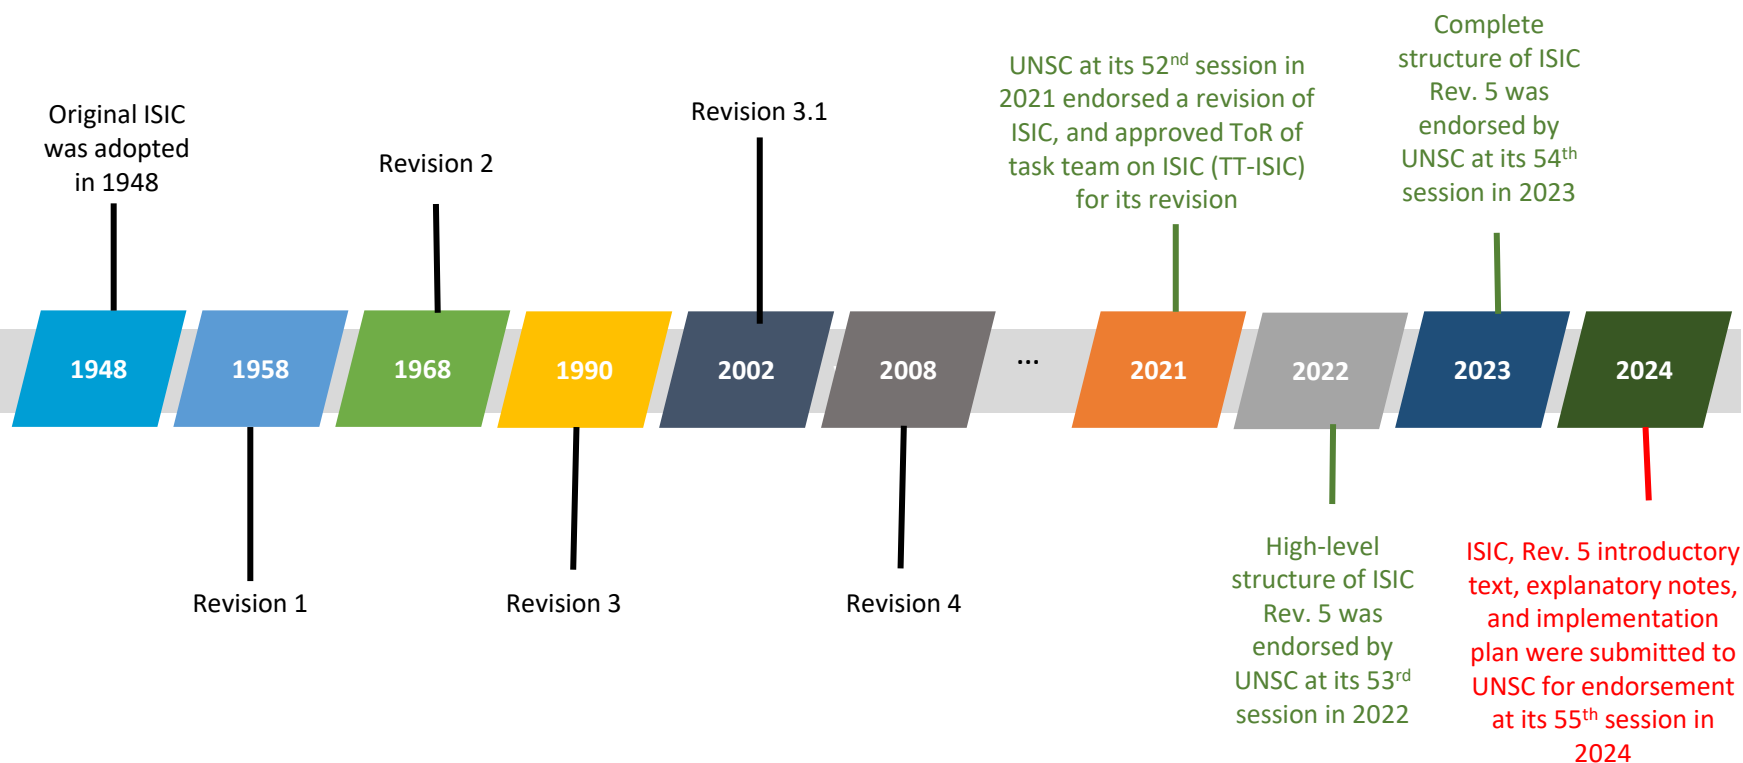 Original ISIC
was adopted
in 1948
Revision 2
Revision 3.1
UNSC at its 52nd session in
2021 endorsed a revision of
ISIC, and approved ToR of
task team on ISIC (TT-ISIC)
for its revision
Complete
structure of ISIC
Rev. 5 was
endorsed by
UNSC at its 54th
session in 2023
1948
1958
1968
1990
2002
2008
...
2021
2022
2023
2024
Revision 1
Revision 3
Revision 4
High-level
structure of ISIC
Rev. 5 was
endorsed by
UNSC at its 53rd
session in 2022
ISIC, Rev. 5 introductory
text, explanatory notes,
and implementation
plan were submitted to
UNSC for endorsement
at its 55th session in
2024